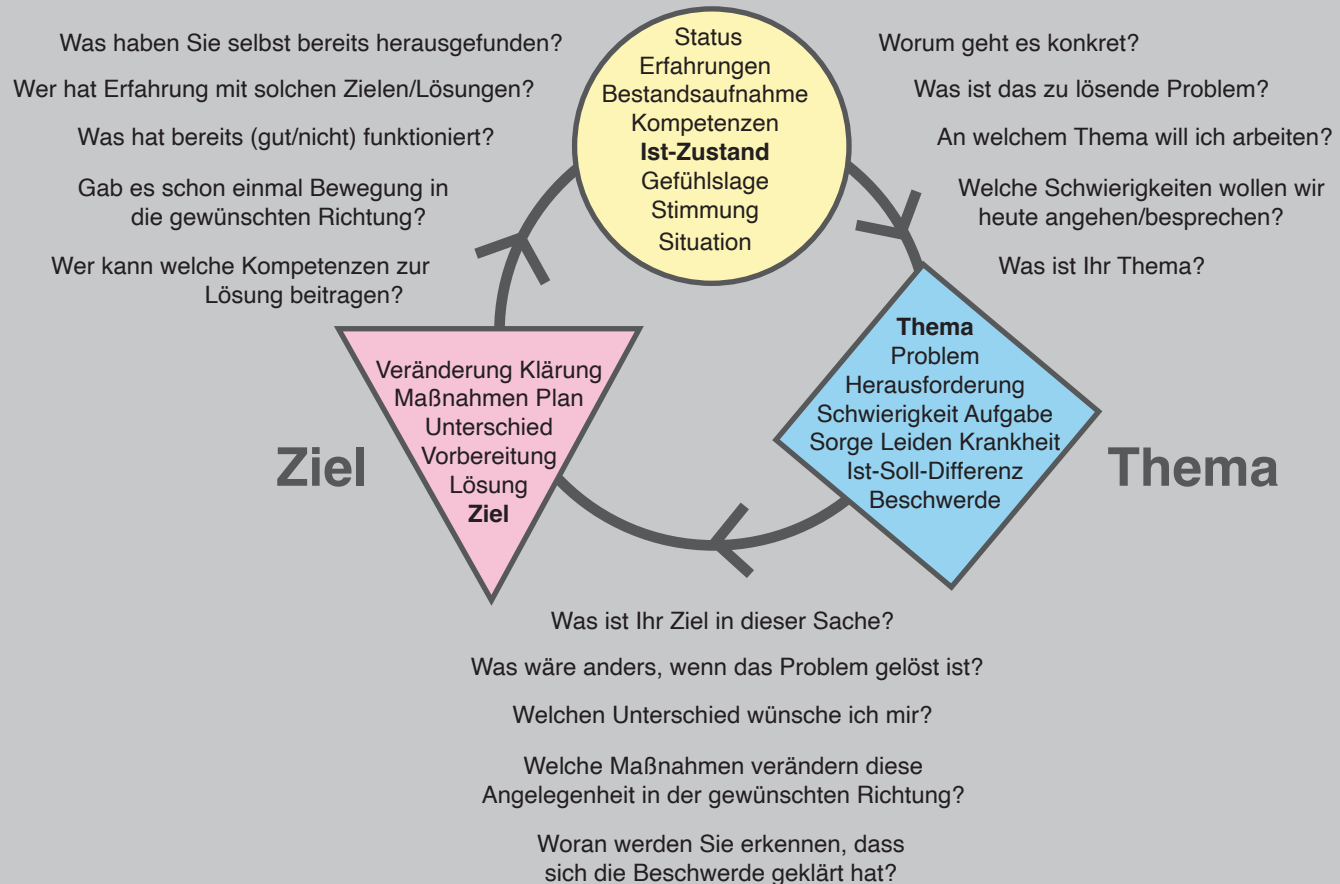 Was haben Sie selbst bereits herausgefunden?
Wer hat Erfahrung mit solchen Zielen/Lösungen?
Was hat bereits (gut/nicht) funktioniert?
Gab es schon einmal Bewegung in
die gewünschten Richtung?
Wer kann welche Kompetenzen zur
Lösung beitragen?
Status
Erfahrungen
Bestandsaufnahme
Kompetenzen
Ist-Zustand
Gefühlslage
Stimmung
Situation
Worum geht es konkret?
Was ist das zu lösende Problem?
An welchem Thema will ich arbeiten?
Welche Schwierigkeiten wollen wir
heute angehen/besprechen?
Was ist Ihr Thema?
Thema
Problem
Herausforderung
Schwierigkeit Aufgabe
Sorge Leiden Krankheit
Ist-Soll-Differenz
Beschwerde
Thema
Ziel
Veränderung Klärung
Maßnahmen Plan
Unterschied
Vorbereitung
Lösung
Ziel
Was ist Ihr Ziel in dieser Sache?
Was wäre anders, wenn das Problem gelöst ist?
Welchen Unterschied wünsche ich mir?
Welche Maßnahmen verändern diese
Angelegenheit in der gewünschten Richtung?
Woran werden Sie erkennen, dass
sich die Beschwerde geklärt hat?